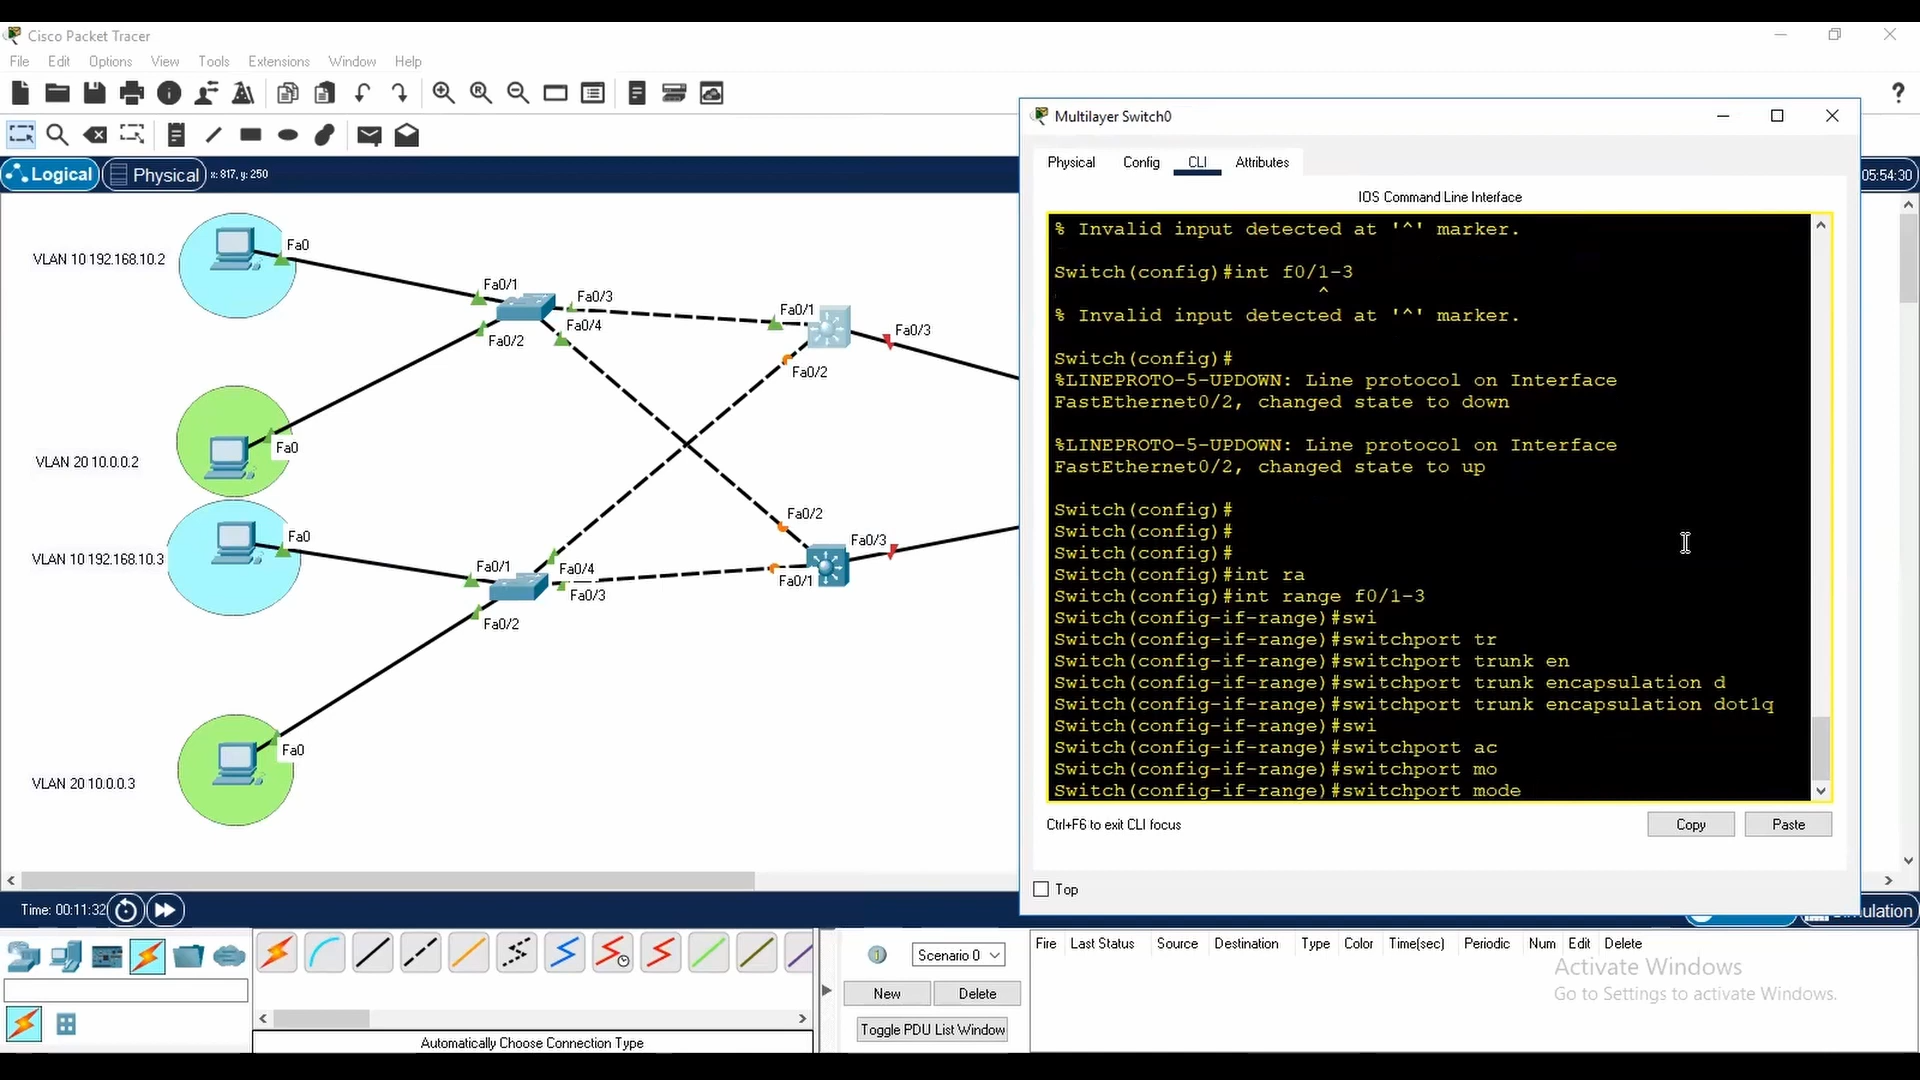 Cisco Packet Tracer
File Edit Options View Tools Extensions Window Help
?
Logical Physical x: 817, y: 250
05:54:30
Multilayer Switch0
Physical Config CLI Attributes
IOS Command Line Interface
% Invalid input detected at '^' marker.
Switch(config)#int f0/1-3
^
% Invalid input detected at '^' marker.
Switch(config)#
%LINEPROTO-5-UPDOWN: Line protocol on Interface
FastEthernet0/2, changed state to down
%LINEPROTO-5-UPDOWN: Line protocol on Interface
FastEthernet0/2, changed state to up
Switch(config)#
Switch(config)#
Switch(config)#
Switch(config)#int ra
Switch(config)#int range f0/1-3
Switch(config-if-range)#swi
Switch(config-if-range)#switchport tr
Switch(config-if-range)#switchport trunk en
Switch(config-if-range)#switchport trunk encapsulation d
Switch(config-if-range)#switchport trunk encapsulation dot1q
Switch(config-if-range)#swi
Switch(config-if-range)#switchport ac
Switch(config-if-range)#switchport mo
Switch(config-if-range)#switchport mode
Ctrl+F6 to exit CLI focus
Copy Paste
Top
VLAN 10 192.168.10.2
Fa0
Fa0/1
Fa0/2
Fa0/3
Fa0/4
Fa0/1
Fa0/2
Fa0/3
VLAN 20 10.0.0.2
Fa0
VLAN 10 192.168.10.3
Fa0
Fa0/1
Fa0/2
Fa0/4
Fa0/3
Fa0/2
Fa0/3
Fa0/1
VLAN 20 10.0.0.3
Fa0
Time: 00:11:32
ulation
Scenario 0
New Delete
Toggle PDU List Window
Automatically Choose Connection Type
Fire Last Status Source Destination Type Color Time(sec) Periodic Num Edit Delete
Activate Windows
Go to Settings to activate Windows.